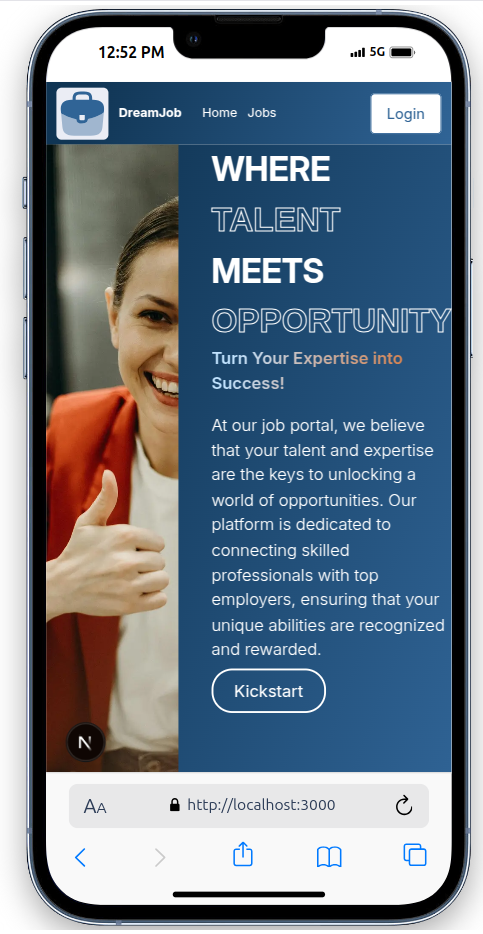 12:52 PM 5G
DreamJob Home Jobs Login
WHERE
TALENT
MEETS
OPPORTUNITY
Turn Your Expertise into
Success!
At our job portal, we believe
that your talent and expertise
are the keys to unlocking a
world of opportunities. Our
platform is dedicated to
connecting skilled
professionals with top
employers, ensuring that your
unique abilities are recognized
and rewarded.
Kickstart
N
AA http://localhost:3000